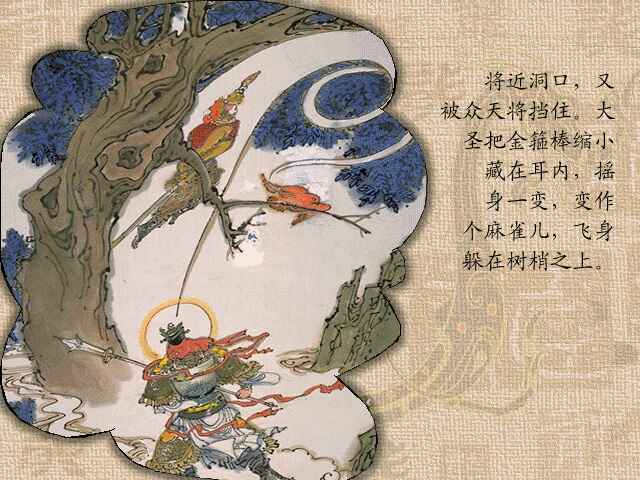 将近洞口，又
被众天将挡住。大
圣把金箍棒缩小
藏在耳内，摇
身一变，变作
个麻雀儿，飞身
躲在树梢之上。